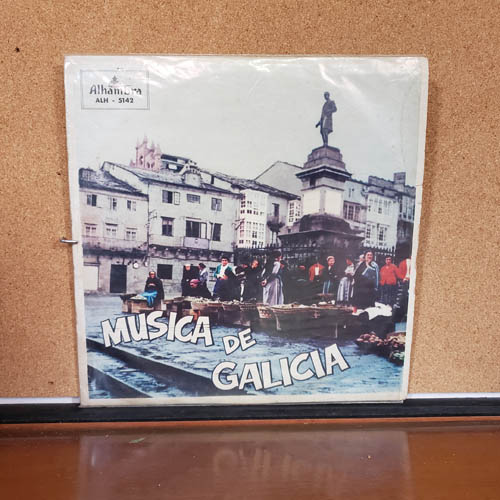 Alhambra
ALH - 5142
MUSICA DE
GALICIA